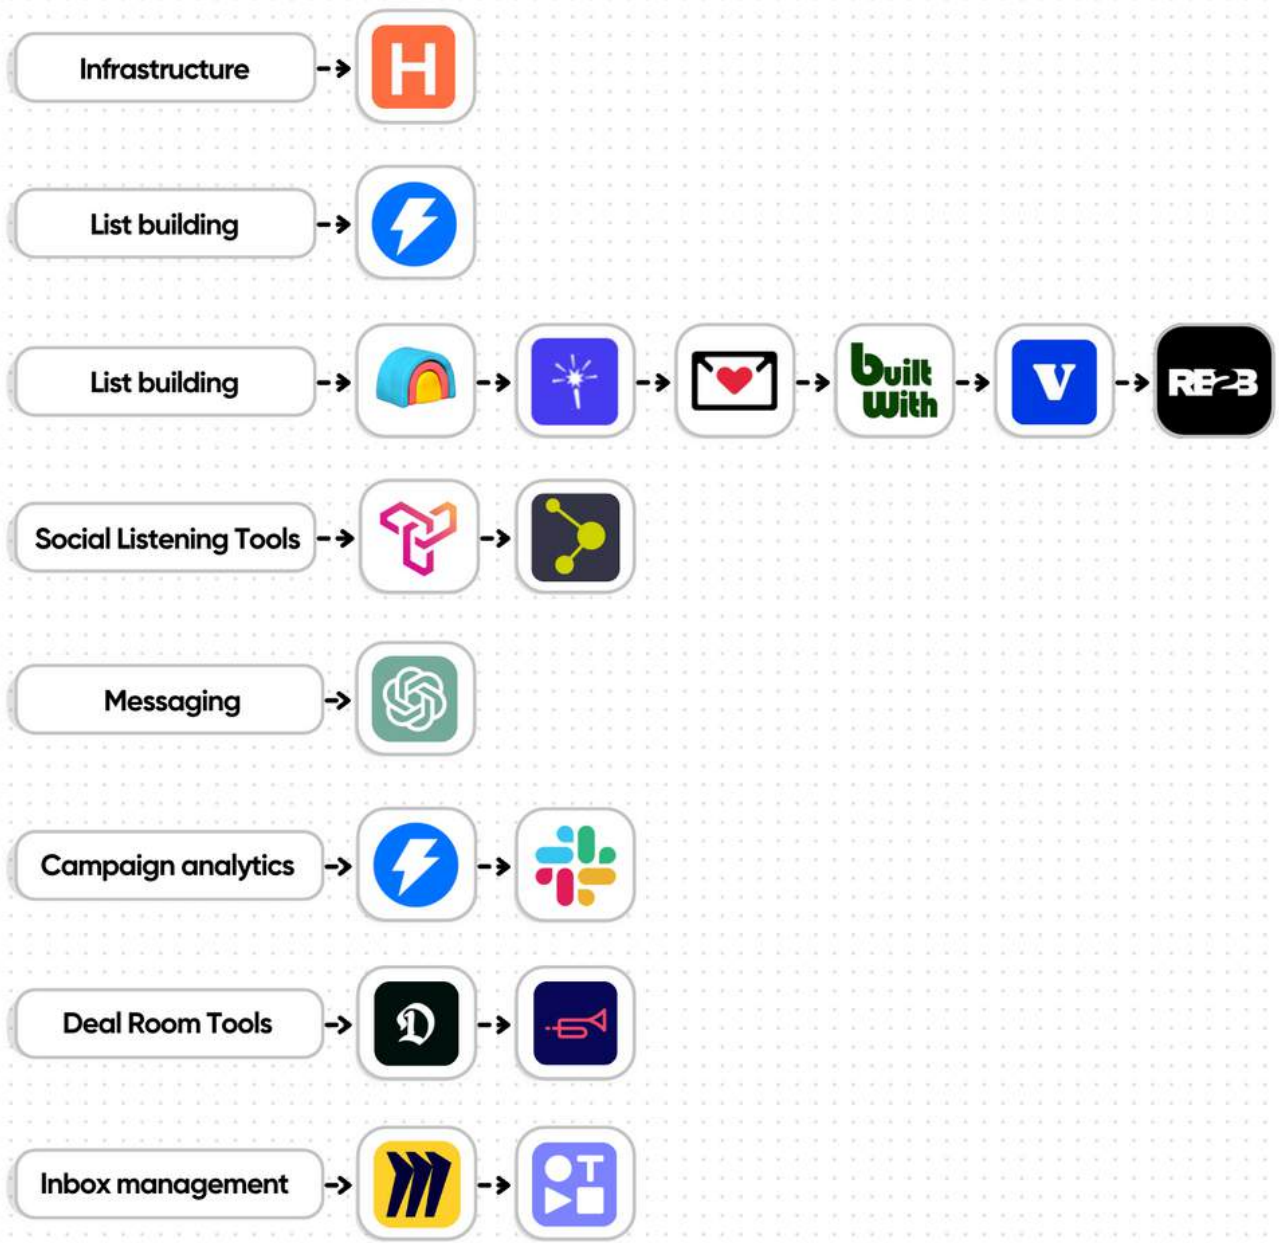 Infrastructure
H
List building
List building
built
With
V
RE2B
Social Listening Tools
Messaging
Campaign analytics
Deal Room Tools
D
Inbox management
T